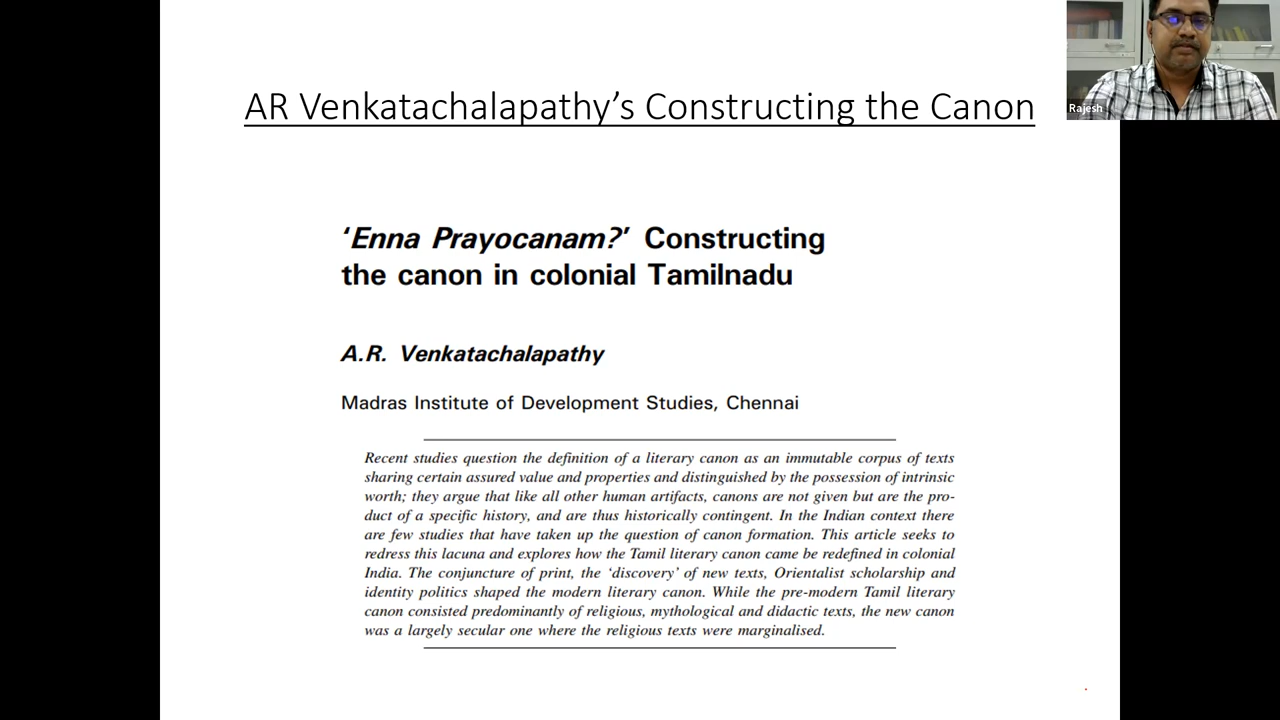 AR Venkatachalapathy’s Constructing the Canon
Rajesh
‘Enna Prayocanam?’ Constructing
the canon in colonial Tamilnadu
A.R. Venkatachalapathy
Madras Institute of Development Studies, Chennai
Recent studies question the definition of a literary canon as an immutable corpus of texts
sharing certain assured value and properties and distinguished by the possession of intrinsic
worth; they argue that like all other human artifacts, canons are not given but are the pro-
duct of a specific history, and are thus historically contingent. In the Indian context there
are few studies that have taken up the question of canon formation. This article seeks to
redress this lacuna and explores how the Tamil literary canon came be redefined in colonial
India. The conjuncture of print, the ‘discovery’ of new texts, Orientalist scholarship and
identity politics shaped the modern literary canon. While the pre-modern Tamil literary
canon consisted predominantly of religious, mythological and didactic texts, the new canon
was a largely secular one where the religious texts were marginalised.